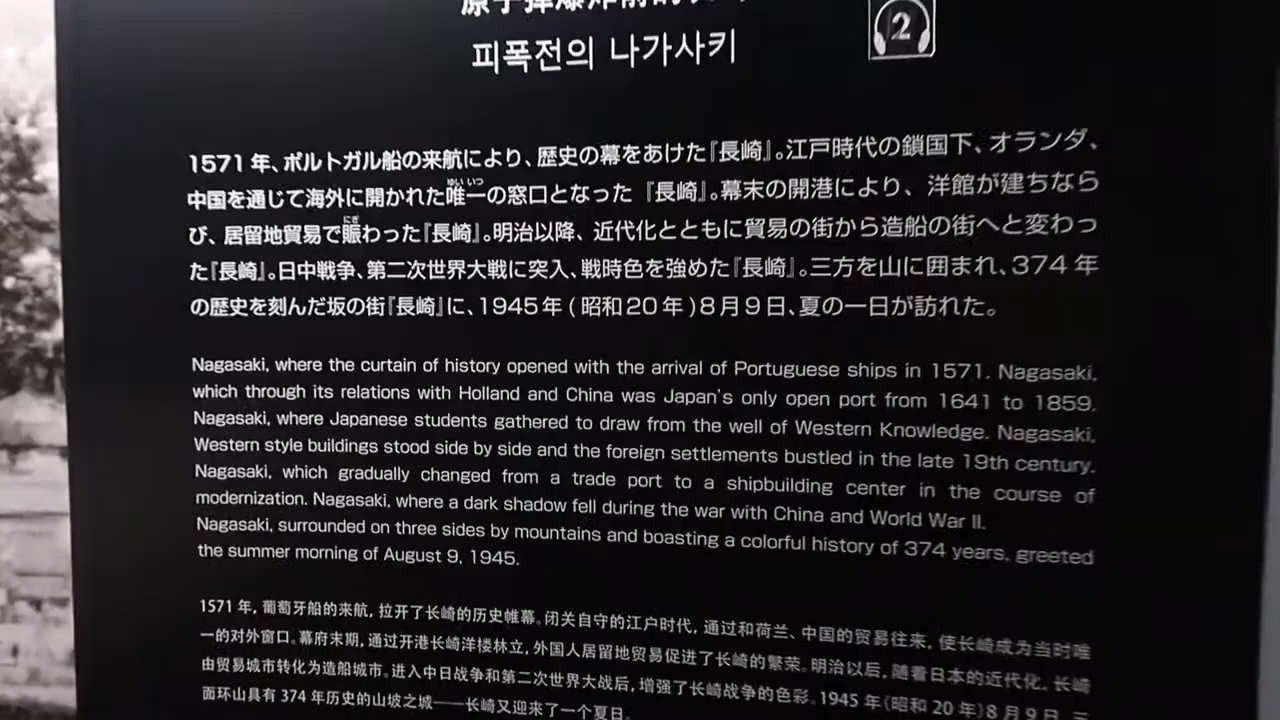 피폭전의 나가사키
2
1571年、ポルトガル船の来航により、歴史の幕をあけた『長崎』。江戸時代の鎖国下、オランダ、
中国を通じて海外に開かれた唯一の窓口となった『長崎』。幕末の開港により、洋館が建ちなら
び、居留地貿易で賑わった『長崎』。明治以降、近代化とともに貿易の街から造船の街へと変わっ
た『長崎』。日中戦争、第二次世界大戦に突入、戦時色を強めた『長崎』。三方を山に囲まれ、374年
の歴史を刻んだ坂の街『長崎』に、1945年(昭和20年)8月9日、夏の一日が訪れた。
Nagasaki, where the curtain of history opened with the arrival of Portuguese ships in 1571. Nagasaki,
which through its relations with Holland and China was Japan's only open port from 1641 to 1859.
Nagasaki, where Japanese students gathered to draw from the well of Western Knowledge. Nagasaki,
Western style buildings stood side by side and the foreign settlements bustled in the late 19th century.
Nagasaki, which gradually changed from a trade port to a shipbuilding center in the course of
modernization. Nagasaki, where a dark shadow fell during the war with China and World War II.
Nagasaki, surrounded on three sides by mountains and boasting a colorful history of 374 years, greeted
the summer morning of August 9, 1945.
1571年，葡萄牙船的来航，拉开了长崎的历史帷幕。闭关自守的江户时代，通过和荷兰、中国的贸易往来，使长崎成为当时唯
一的对外窗口。幕府末期，通过开港长崎洋楼林立，外国人居留地贸易促进了长崎的繁荣。明治以后，随着日本的近代化，长崎
由贸易城市转化为造船城市。进入中日战争和第二次世界大战后，增强了长崎战争的色彩。1945年(昭和20年)8月9日，三
面环山具有374年历史的山坡之城——长崎又迎来了一个夏日。